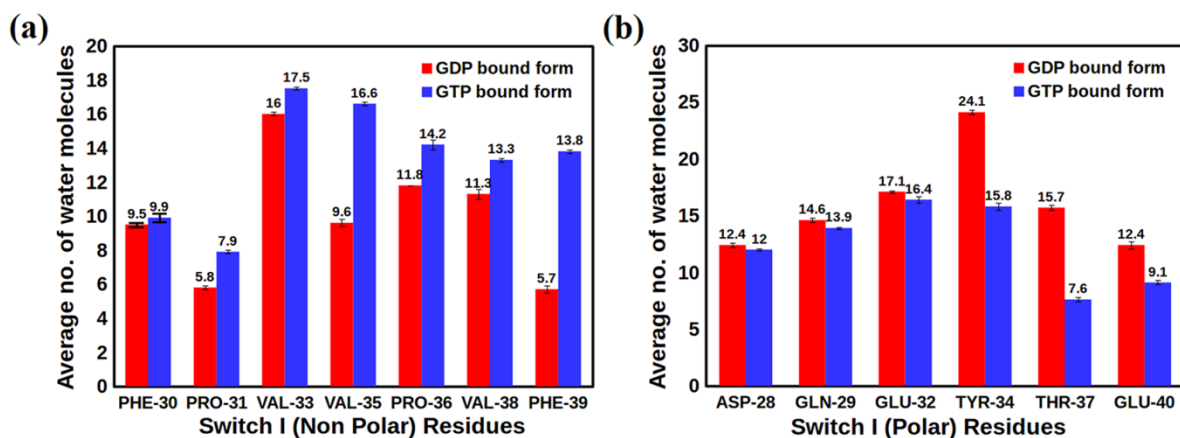 (a)
Average no. of water molecules
20
18
16
14
12
10
8
6
4
2
0
GDP bound form
GTP bound form
9.5 9.9
5.8 7.9
16 17.5
9.6 16.6
11.8 14.2
11.3 13.3
5.7 13.8
PHE-30 PRO-31 VAL-33 VAL-35 PRO-36 VAL-38 PHE-39
Switch I (Non Polar) Residues
(b)
Average no. of water molecules
30
25
20
15
10
5
0
GDP bound form
GTP bound form
12.4 12
14.6 13.9
17.1 16.4
24.1 15.8
15.7 7.6
12.4 9.1
ASP-28 GLN-29 GLU-32 TYR-34 THR-37 GLU-40
Switch I (Polar) Residues